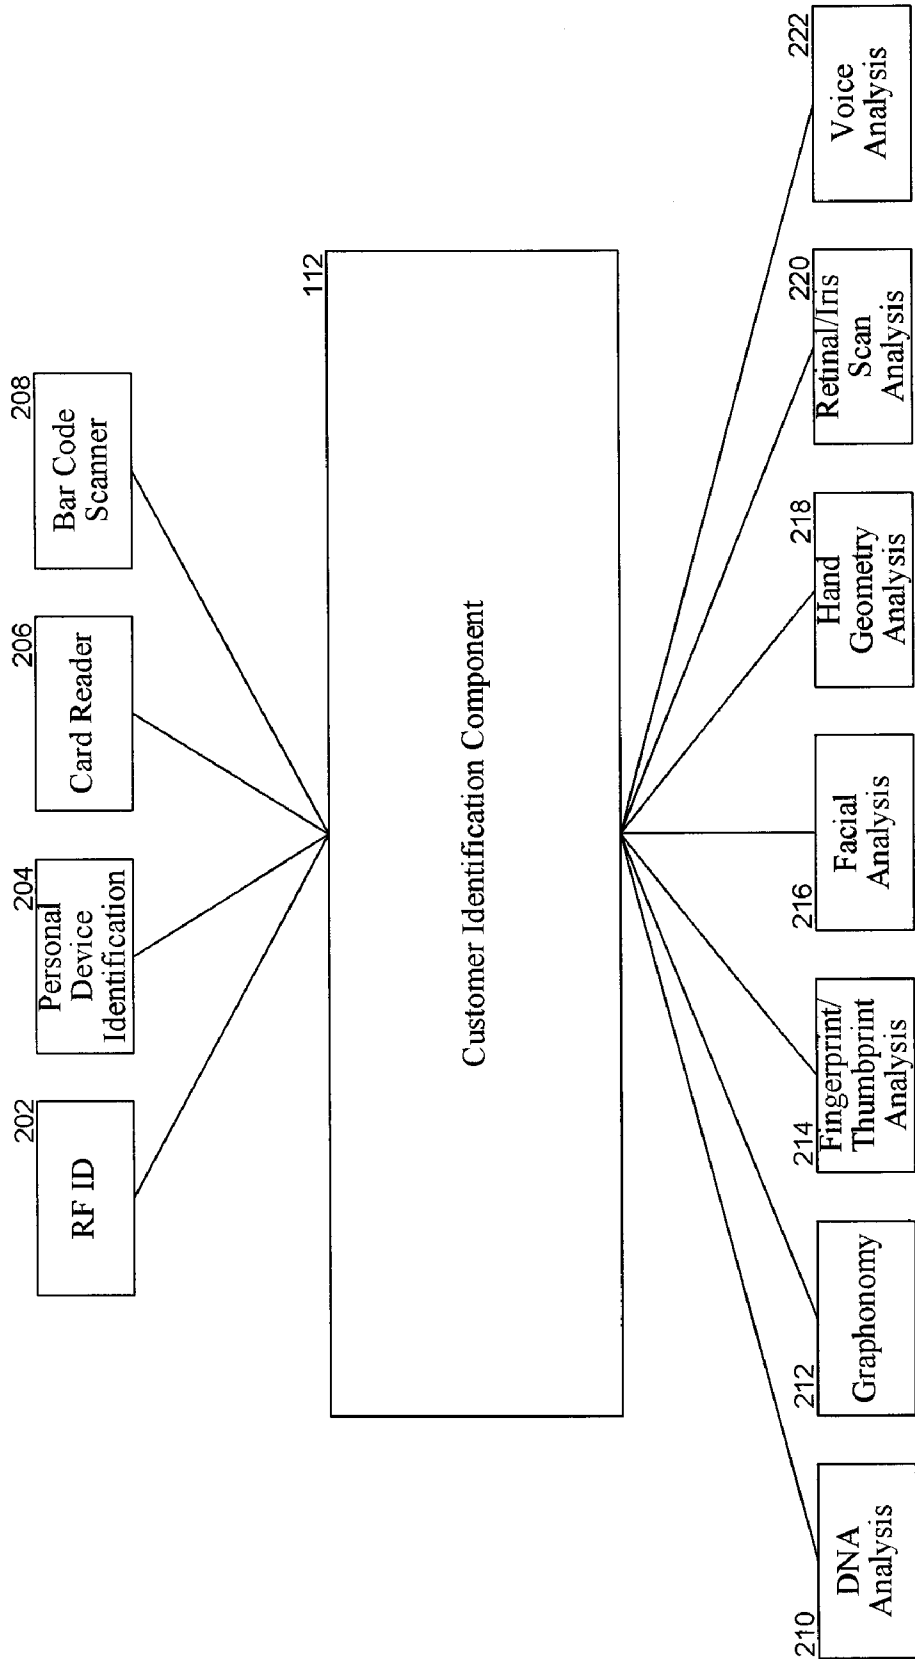 202
RF ID
204
Personal
Device
Identification
206
Card Reader
208
Bar Code
Scanner
112
Customer Identification Component
210
DNA
Analysis
212
Graphonomy
214
Fingerprint/
Thumbprint
Analysis
216
Facial
Analysis
218
Hand
Geometry
Analysis
220
Retinal/Iris
Scan
Analysis
222
Voice
Analysis